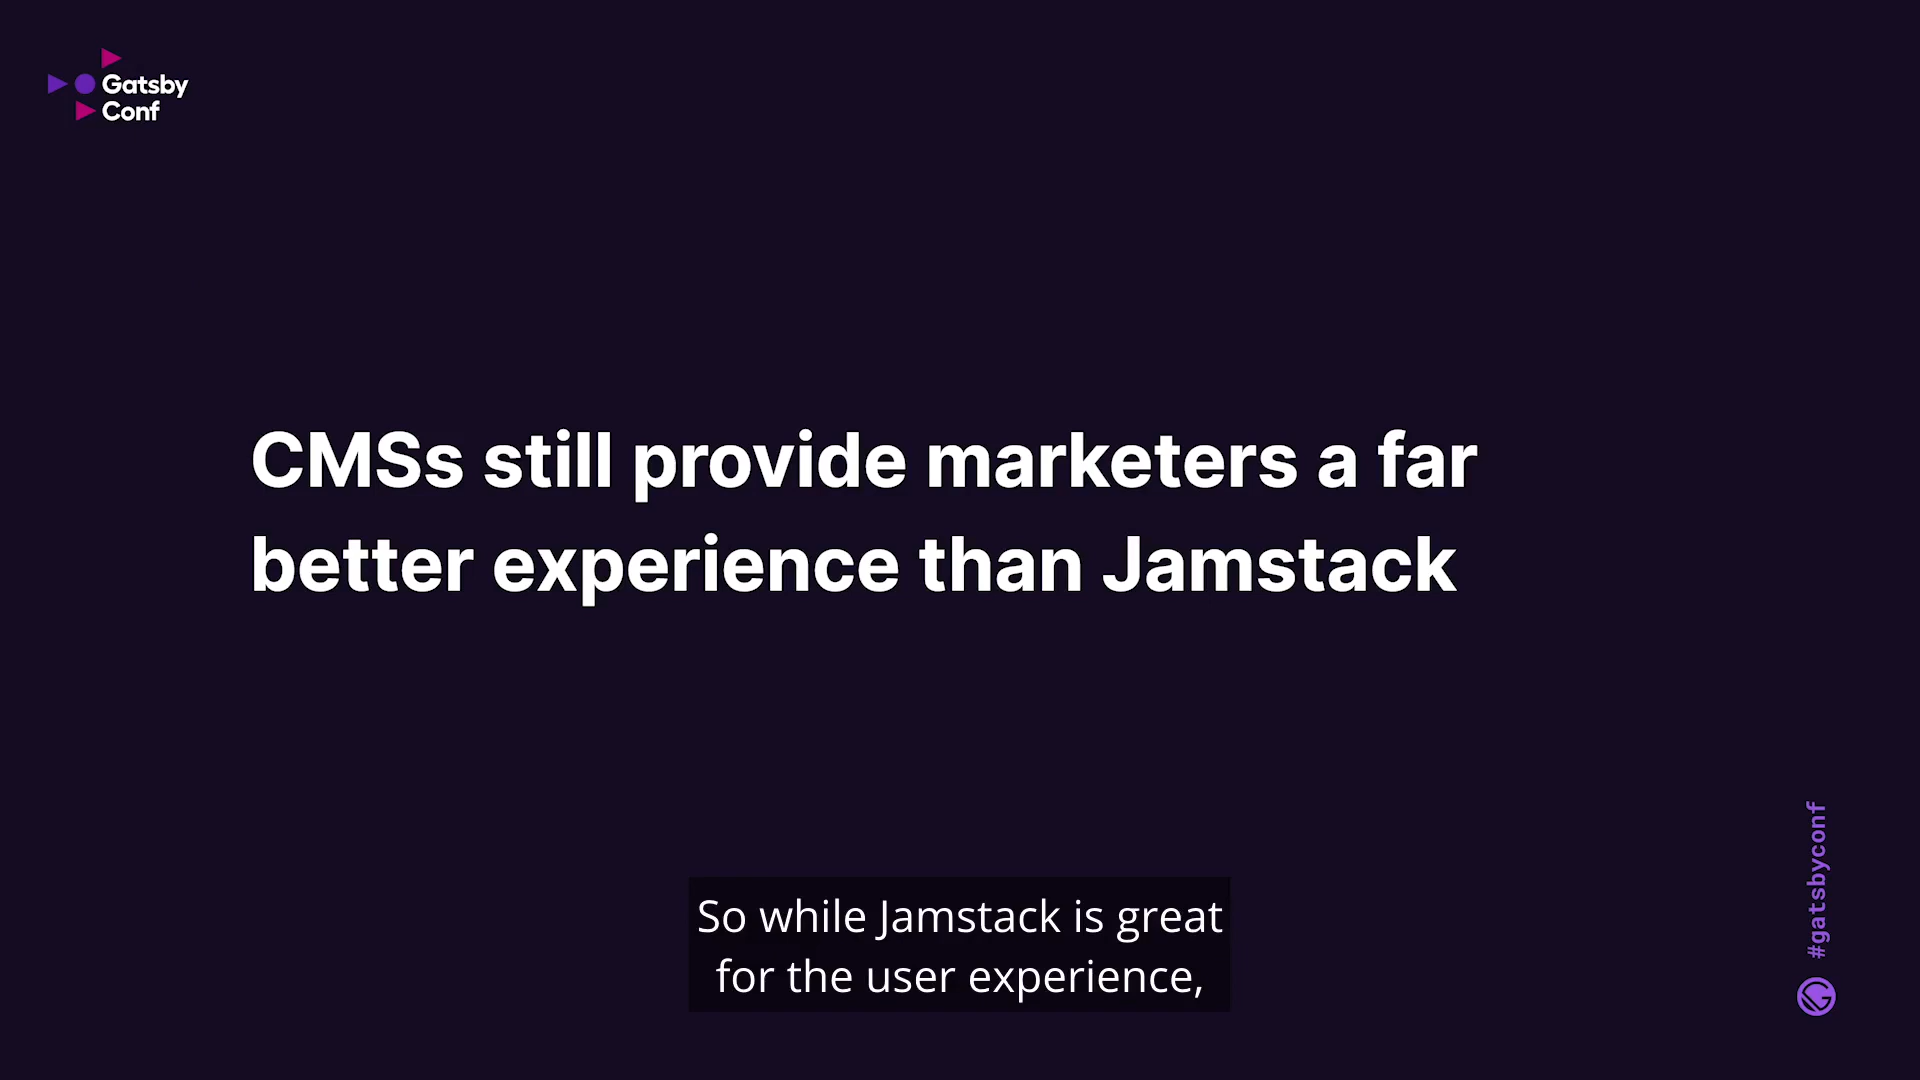 Gatsby
Conf
CMSs still provide marketers a far
better experience than Jamstack
#gatsbyconf
So while Jamstack is great
for the user experience,